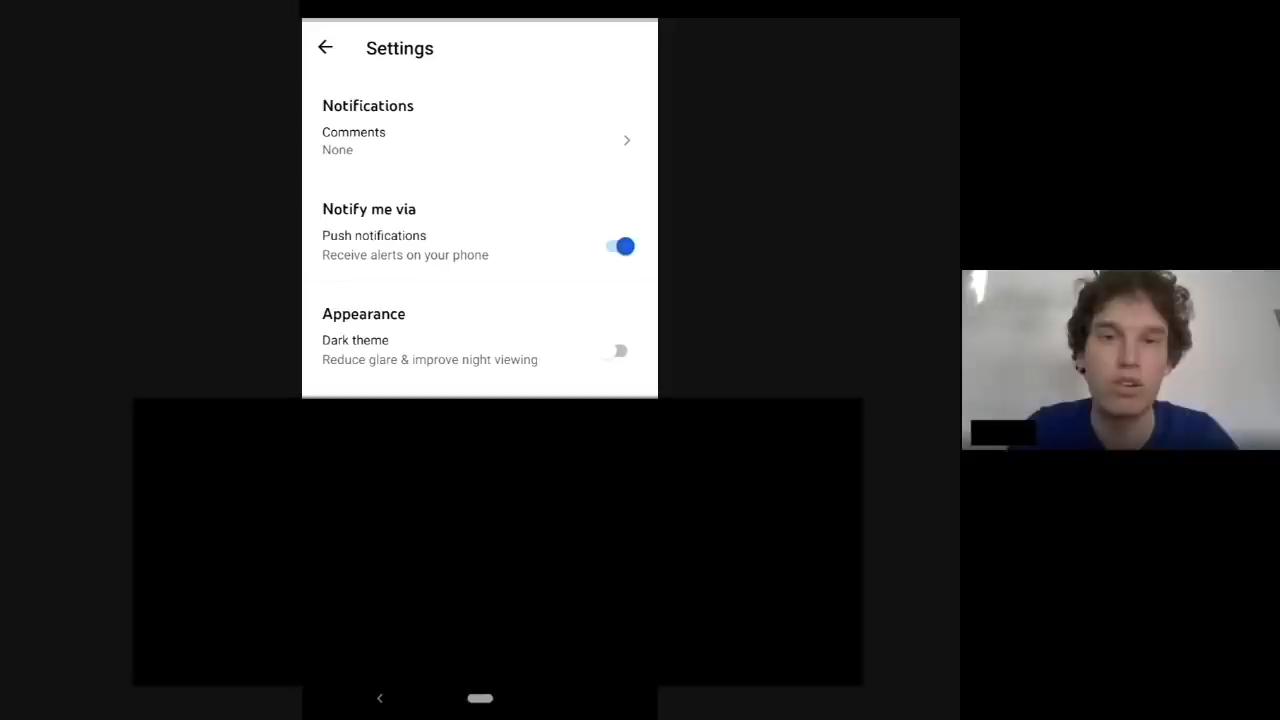 Settings
Notifications
Comments
None
Notify me via
Push notifications
Receive alerts on your phone
Appearance
Dark theme
Reduce glare & improve night viewing